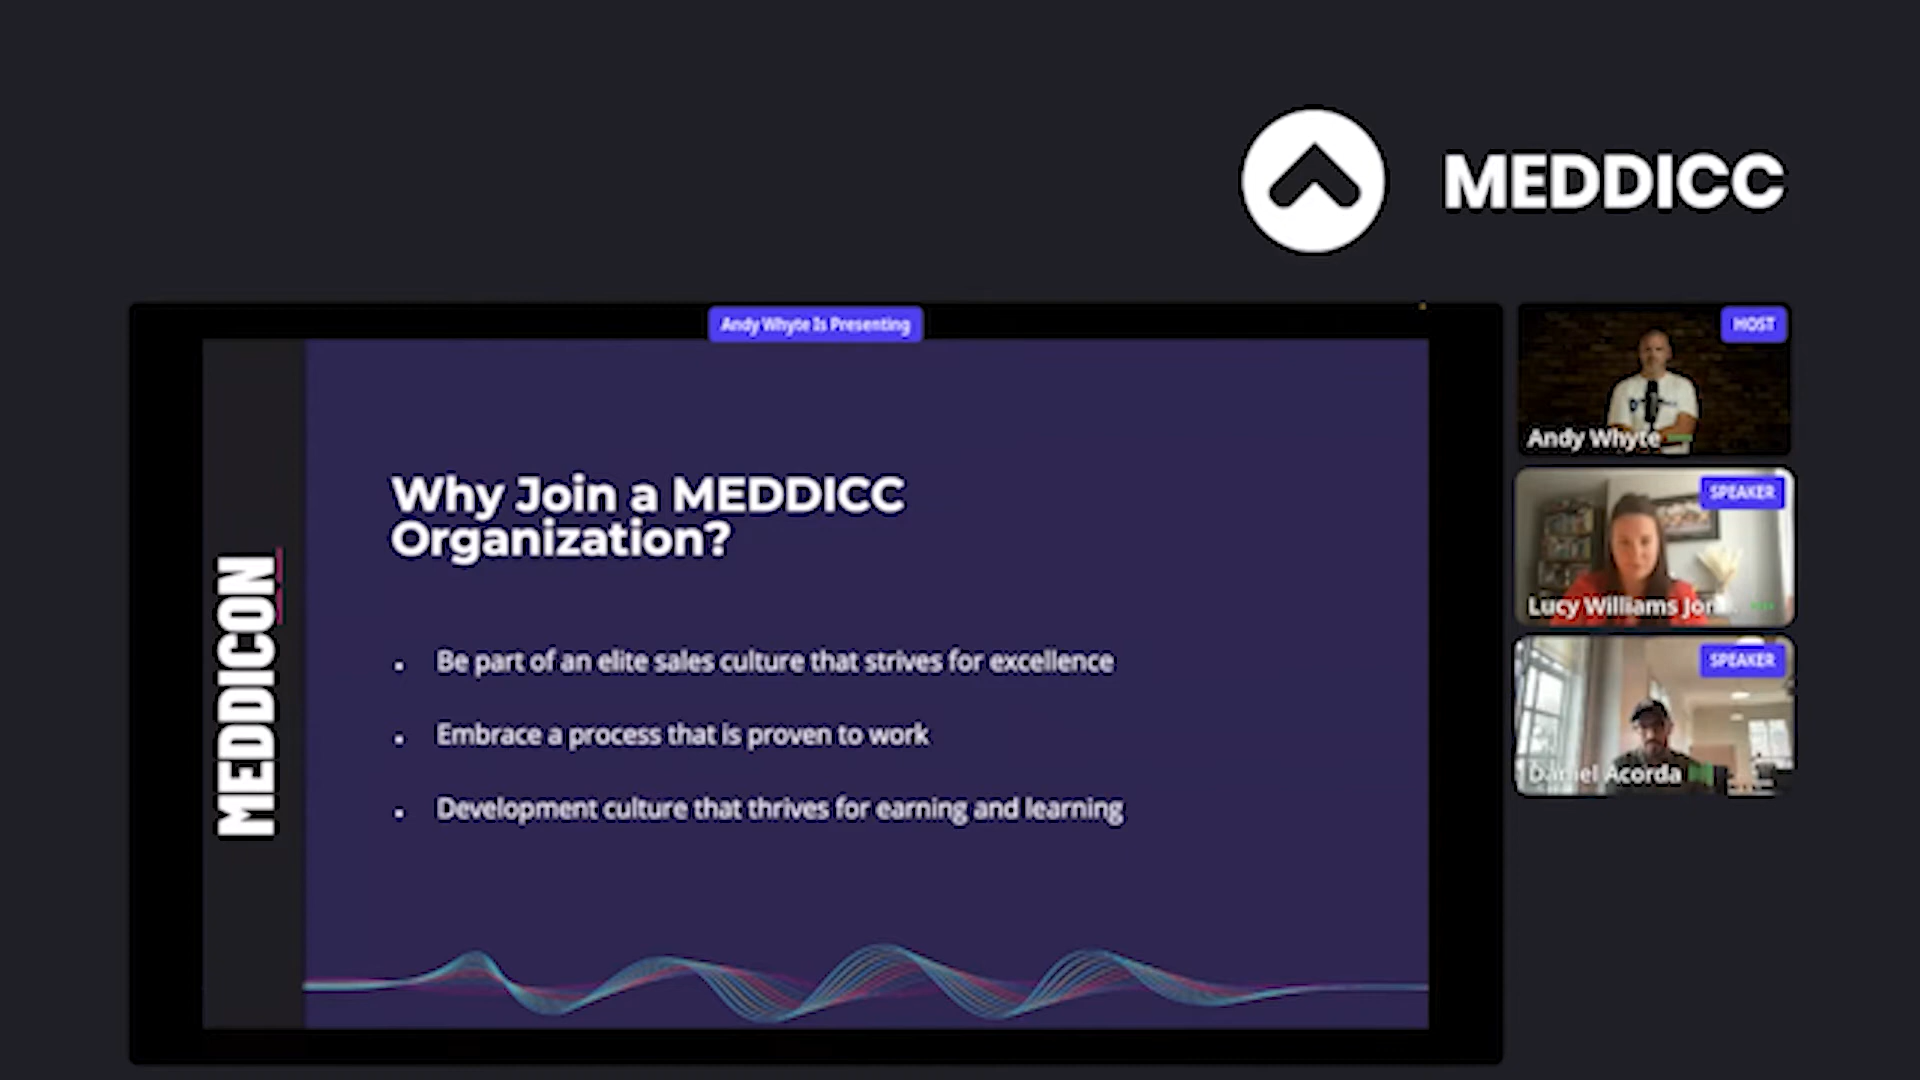 MEDDICC
Andy Whyte Is Presenting
HOST
Andy Whyte
Why Join a MEDDICC
Organization?
SPEAKER
Lucy Williams Jon...
MEDDICON
Be part of an elite sales culture that strives for excellence
SPEAKER
Daniel Acorda
Embrace a process that is proven to work
Development culture that thrives for earning and learning